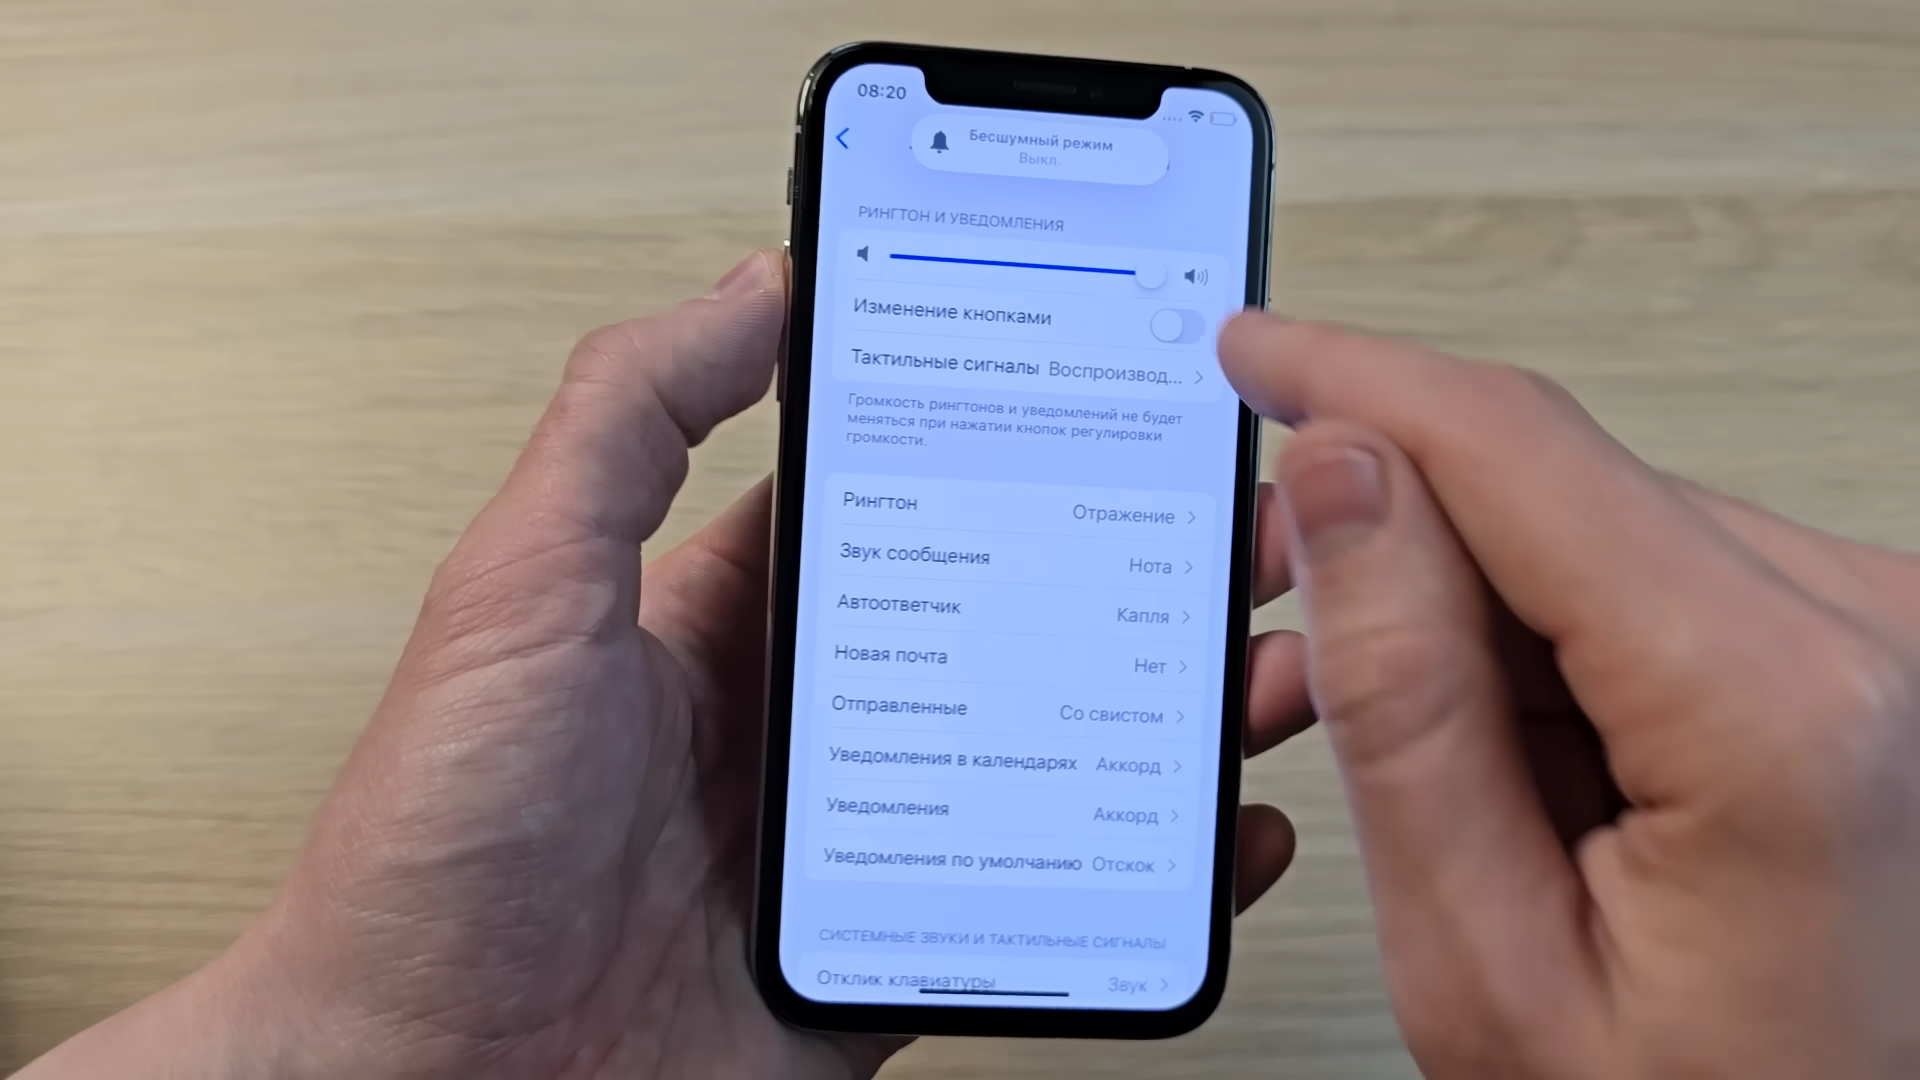 08:20
Бесшумный режим
Выкл.
РИНГТОН И УВЕДОМЛЕНИЯ
Изменение кнопками
Тактильные сигналы Воспроизвод...
Громкость рингтонов и уведомлений не будет
меняться при нажатии кнопок регулировки
громкости.
Рингтон Отражение
Звук сообщения Нота
Автоответчик Капля
Новая почта Нет
Отправленные Со свистом
Уведомления в календарях Аккорд
Уведомления Аккорд
Уведомления по умолчанию Отскок
СИСТЕМНЫЕ ЗВУКИ И ТАКТИЛЬНЫЕ СИГНАЛЫ
Отклик клавиатуры Звук